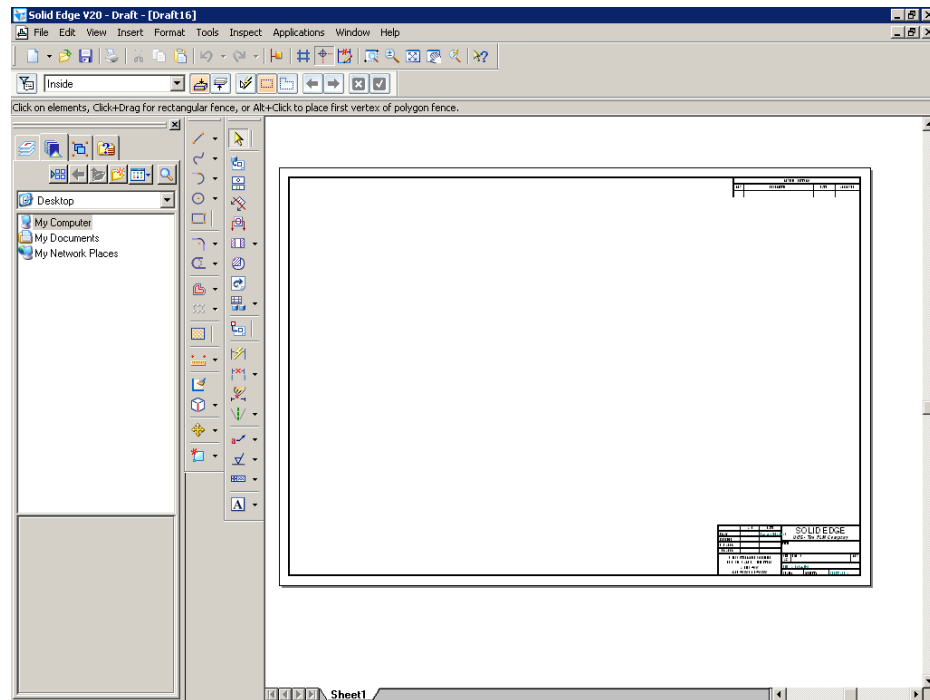 Solid Edge V20 - Draft - [Draft16]
File Edit View Insert Format Tools Inspect Applications Window Help
Inside
Click on elements, Click+Drag for rectangular fence, or Alt+Click to place first vertex of polygon fence.
Desktop
My Computer
My Documents
My Network Places
A
SOLID EDGE
UGS - The PLM Company
Sheet1